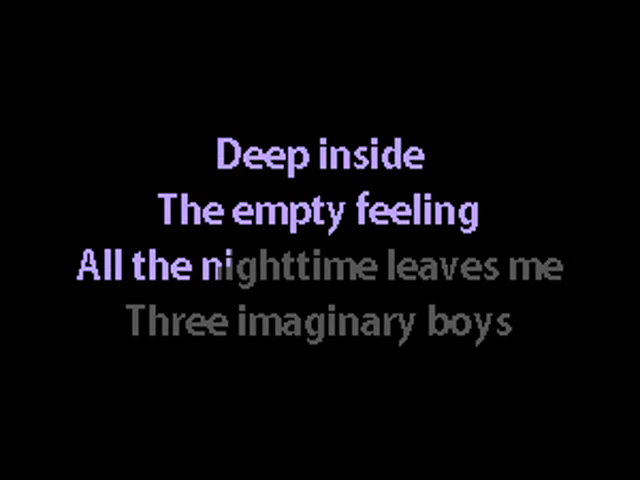 Deep inside
The empty feeling
All the nighttime leaves me
Three imaginary boys